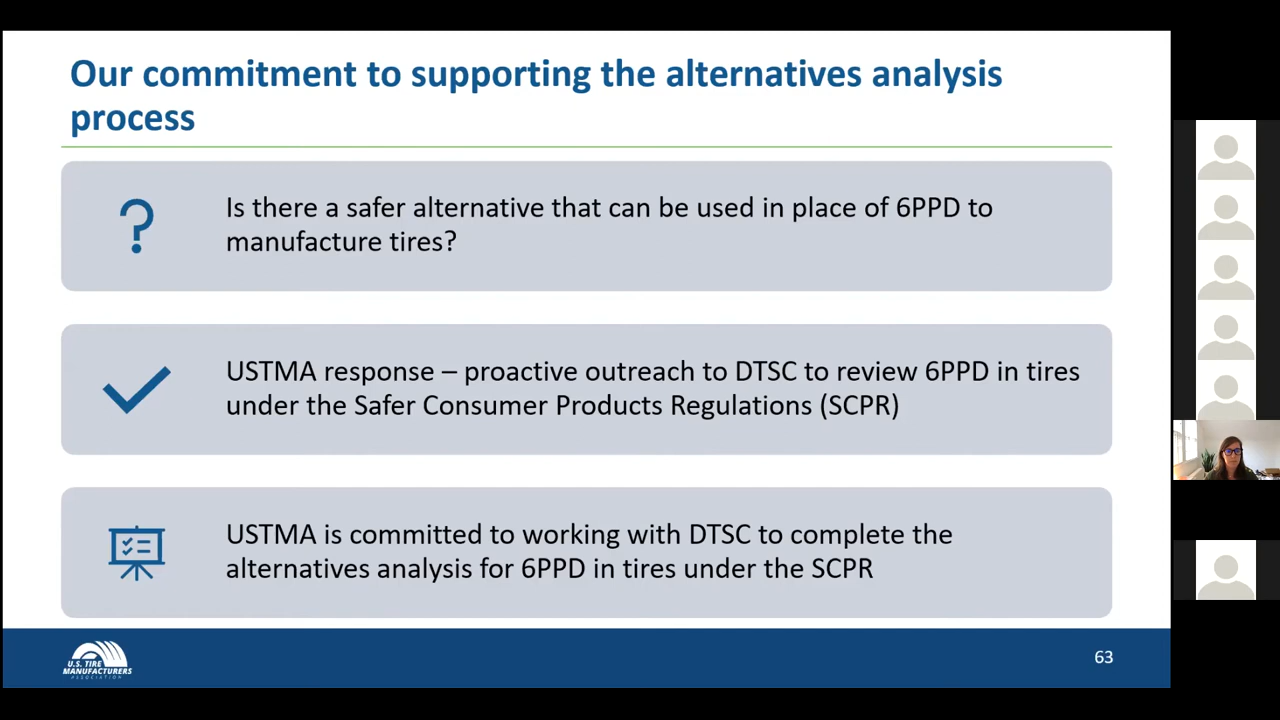 Our commitment to supporting the alternatives analysis
process
Is there a safer alternative that can be used in place of 6PPD to
manufacture tires?
USTMA response – proactive outreach to DTSC to review 6PPD in tires
under the Safer Consumer Products Regulations (SCPR)
USTMA is committed to working with DTSC to complete the
alternatives analysis for 6PPD in tires under the SCPR
U.S. TIRE
MANUFACTURERS
ASSOCIATION
63